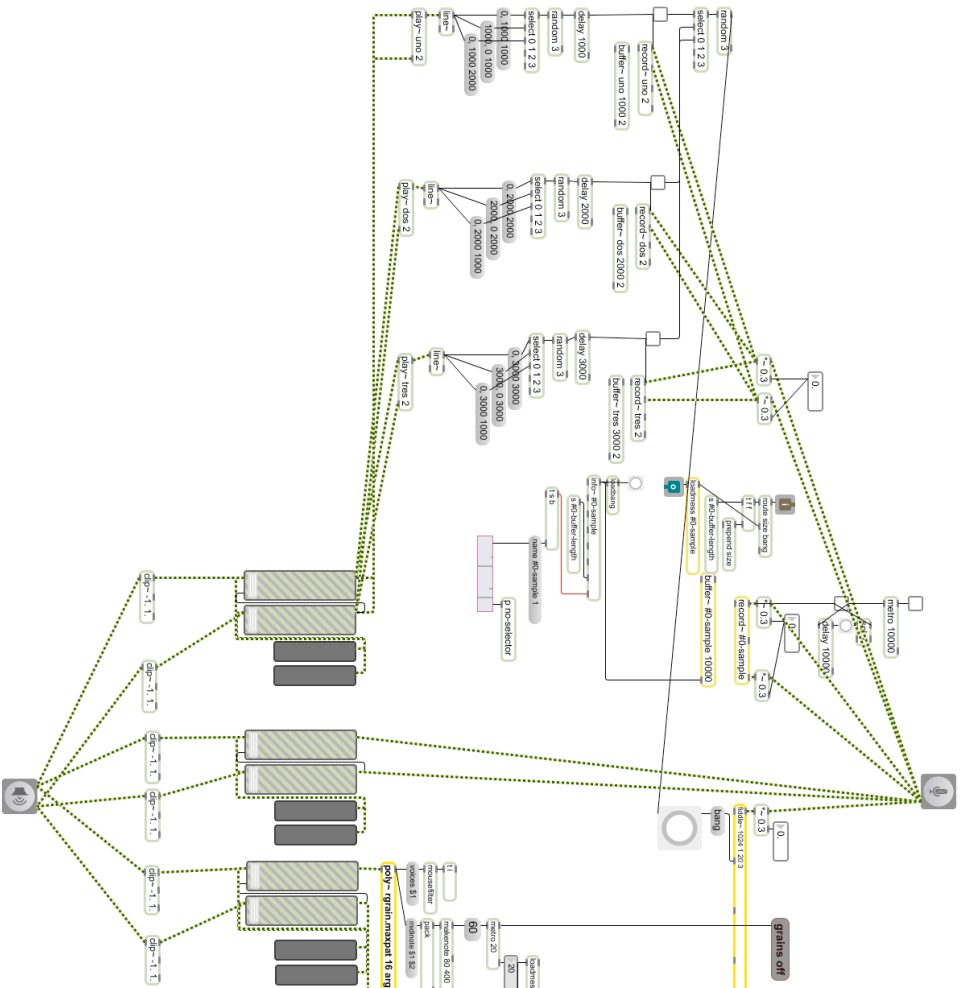 random 3
select 0 1 2 3
record~ uno 2
buffer~ uno 1000 2
delay 1000
random 3
select 0 1 2 3
0, 1000 1000
1000, 0 1000
0, 1000 2000
line~
play~ uno 2
record~ dos 2
buffer~ dos 2000 2
delay 2000
random 3
select 0 1 2 3
0, 2000 2000
2000, 0 2000
0, 2000 1000
line~
play~ dos 2
record~ tres 2
buffer~ tres 3000 2
delay 3000
random 3
select 0 1 2 3
0, 3000 3000
3000, 0 3000
0, 3000 1000
line~
play~ tres 2
0.
*~ 0.3
*~ 0.3
route size bang
t f f
prepend size
s #0-buffer-length
loadmess #0-sample
buffer~ #0-sample 10000
loadbang
info~ #0-sample
s #0-buffer-length
t s b
name #0-sample 1
p no-selector
metro 10000
delay 10000
0.
*~ 0.3
*~ 0.3
record~ #0-sample
0.
*~ 0.3
fiddle~ 1024 1 20 3
bang
grains off
loadmess
20
metro 20
60
makenote 80 400
pack
midinote $1 $2
t i
mousefilter
voices $1
poly~ rgrain.maxpat 16 arg
clip~ -1. 1.
clip~ -1. 1.
clip~ -1. 1.
clip~ -1. 1.
clip~ -1. 1.
clip~ -1. 1.